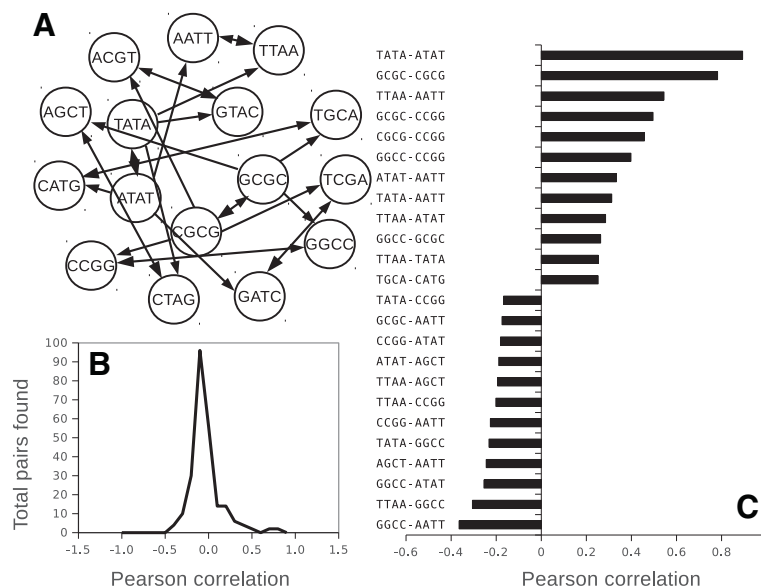 A
AATT
TTAA
ACGT
AGCT
TATA
GTAC
TGCA
CATG
ATAT
GCGC
TCGA
CGCG
GGCC
CCGG
CTAG
GATC
B
Total pairs found
100
90
80
70
60
50
40
30
20
10
0
-1.5
-1.0
-0.5
0.0
0.5
1.0
1.5
Pearson correlation
TATA-ATAT
GCGC-CGCG
TTAA-AATT
GCGC-CCGG
CGCG-CCGG
GGCC-CCGG
ATAT-AATT
TATA-AATT
TTAA-ATAT
GGCC-GCGC
TTAA-TATA
TGCA-CATG
TATA-CCGG
GCGC-AATT
CCGG-ATAT
ATAT-AGCT
TTAA-AGCT
TTAA-CCGG
CCGG-AATT
TATA-GGCC
AGCT-AATT
GGCC-ATAT
TTAA-GGCC
GGCC-AATT
C
-0.6
-0.4
-0.2
0
0.2
0.4
0.6
0.8
Pearson correlation